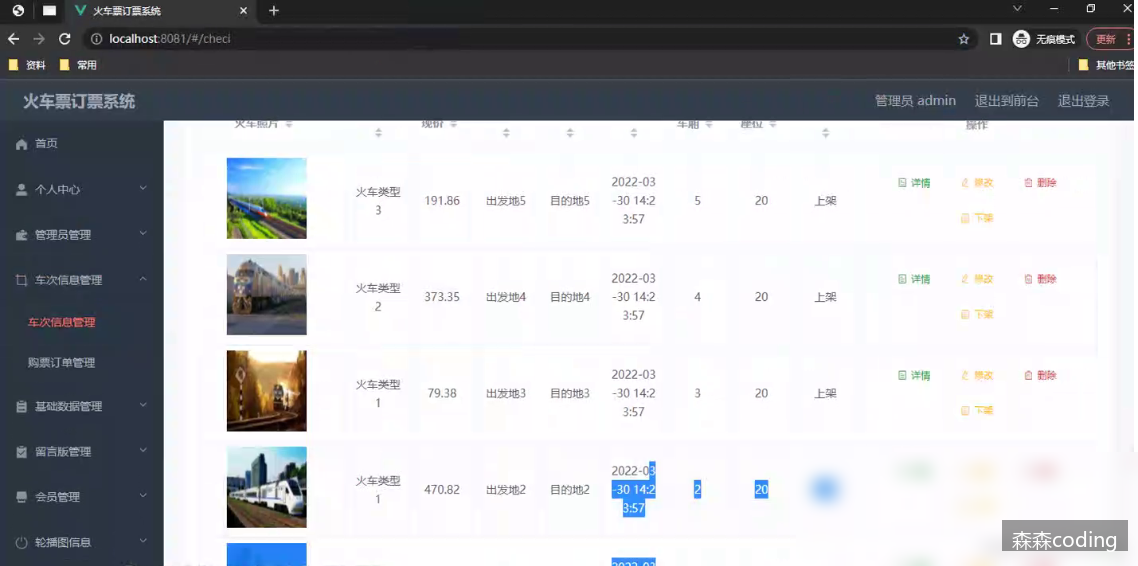 火车票订票系统
localhost:8081/#/checi
无痕模式
更新
资料
常用
其他书签
火车票订票系统
管理员 admin
退出到前台
退出登录
火车照片
现价
车厢
座位
操作
首页
个人中心
管理员管理
车次信息管理
车次信息管理
购票订单管理
基础数据管理
留言版管理
会员管理
轮播图信息
火车类型
3
191.86
出发地5
目的地5
2022-03
-30 14:2
3:57
5
20
上架
详情
修改
删除
下架
火车类型
2
373.35
出发地4
目的地4
2022-03
-30 14:2
3:57
4
20
上架
详情
修改
删除
下架
火车类型
1
79.38
出发地3
目的地3
2022-03
-30 14:2
3:57
3
20
上架
详情
修改
删除
下架
火车类型
1
470.82
出发地2
目的地2
2022-03
-30 14:2
3:57
2
20
2022-03
森森coding